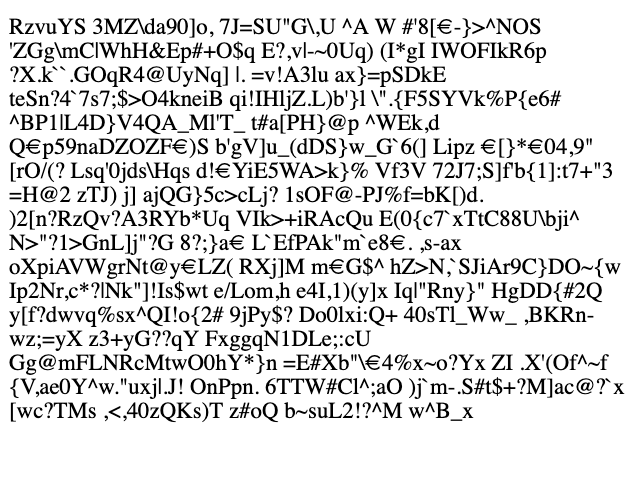 RzvuYS 3MZ\da90]o, 7J=SU"G\,U ^A W #'8[€-}>^NOS
'ZGg\mC|WhH&Ep#+O$q E?,v|-~0Uq) (I*gI IWOFIkR6p
?X.k``.GOqR4@UyNq] |. =v!A3lu ax}=pSDkE
teSn?4`7s7;$>O4kneiB qi!IHljZ.L)b'}l \".{F5SYVk%P{e6#
^BP1lL4D}V4QA_Ml'T_ t#a[PH}@p ^WEk,d
Q€p59naDZOZF€)S b'gV]u_(dDS}w_G`6(] Lipz €[}*€04,9"
[rO/(? Lsq'0jds\Hqs d!€YiE5WA>k}% Vf3V 72J7;S]f'b{1]:t7+"3
=H@2 zTJ) j] ajQG}5c>cLj? 1sOF@-PJ%f=bK[)d.
)2[n?RzQv?A3RYb*Uq VIk>+iRAcQu E(0{c7`xTtC88U\bji^
N>"?1>GnL]j"?G 8?;}a€ L`EfPAk"m`e8€. ,s-ax
oXpiAVWgrNt@y€LZ( RXj]M m€G$^ hZ>N,`SJiAr9C}DO~{w
Ip2Nr,c*?|Nk"]!Is$wt e/Lom,h e4I,1)(y]x Iq|"Rny}" HgDD{#2Q
y[f?dwvq%sx^QI!o{2# 9jPy$? Do0lxi:Q+ 40sTl_Ww_ ,BKRn-
wz;=yX z3+yG??qY FxggqN1DLe;:cU
Gg@mFLNRcMtwO0hY*}n =E#Xb"\€4%x~o?Yx ZI .X'(Of^~f
{V,ae0Y^w."uxj|.J! OnPpn. 6TTW#Cl^;aO )j`m-.S#t$+?M]ac@?`x
[wc?TMs ,<,40zQKs)T z#oQ b~suL2!?^M w^B_x